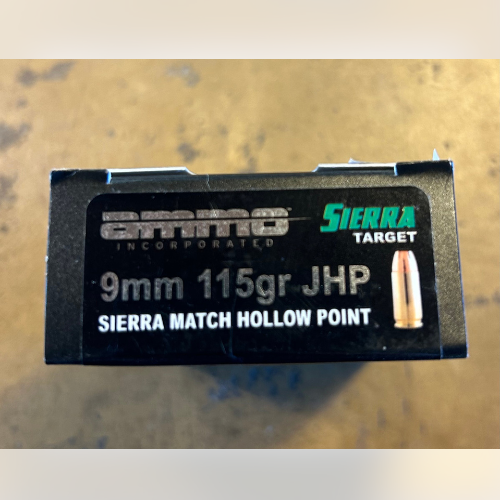 ammo
INCORPORATED
SIERRA
TARGET
9mm 115gr JHP
SIERRA MATCH HOLLOW POINT